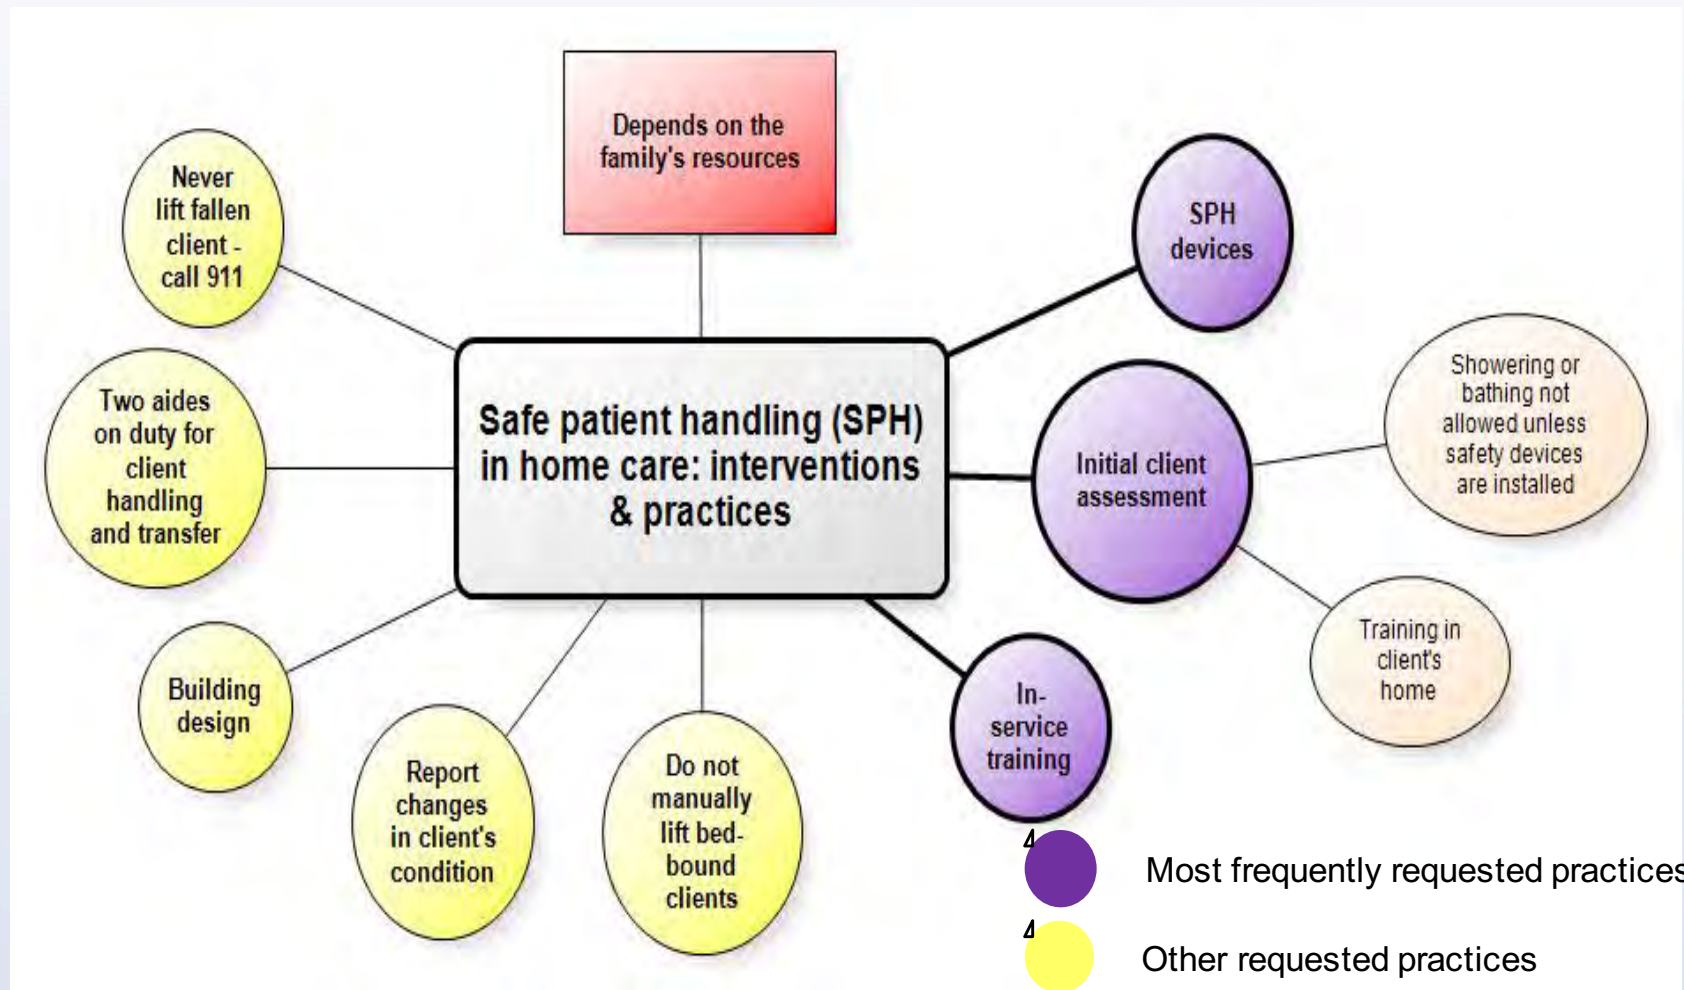 Depends on the
family's resources
Never
lift fallen
client -
call 911
SPH
devices
Two aides
on duty for
client
handling
and transfer
Safe patient handling (SPH)
in home care: interventions
& practices
Initial client
assessment
Showering or
bathing not
allowed unless
safety devices
are installed
Training in
client's
home
Building
design
Report
changes
in client's
condition
Do not
manually
lift bed-
bound
clients
In-
service
training
4
Most frequently requested practices
4
Other requested practices